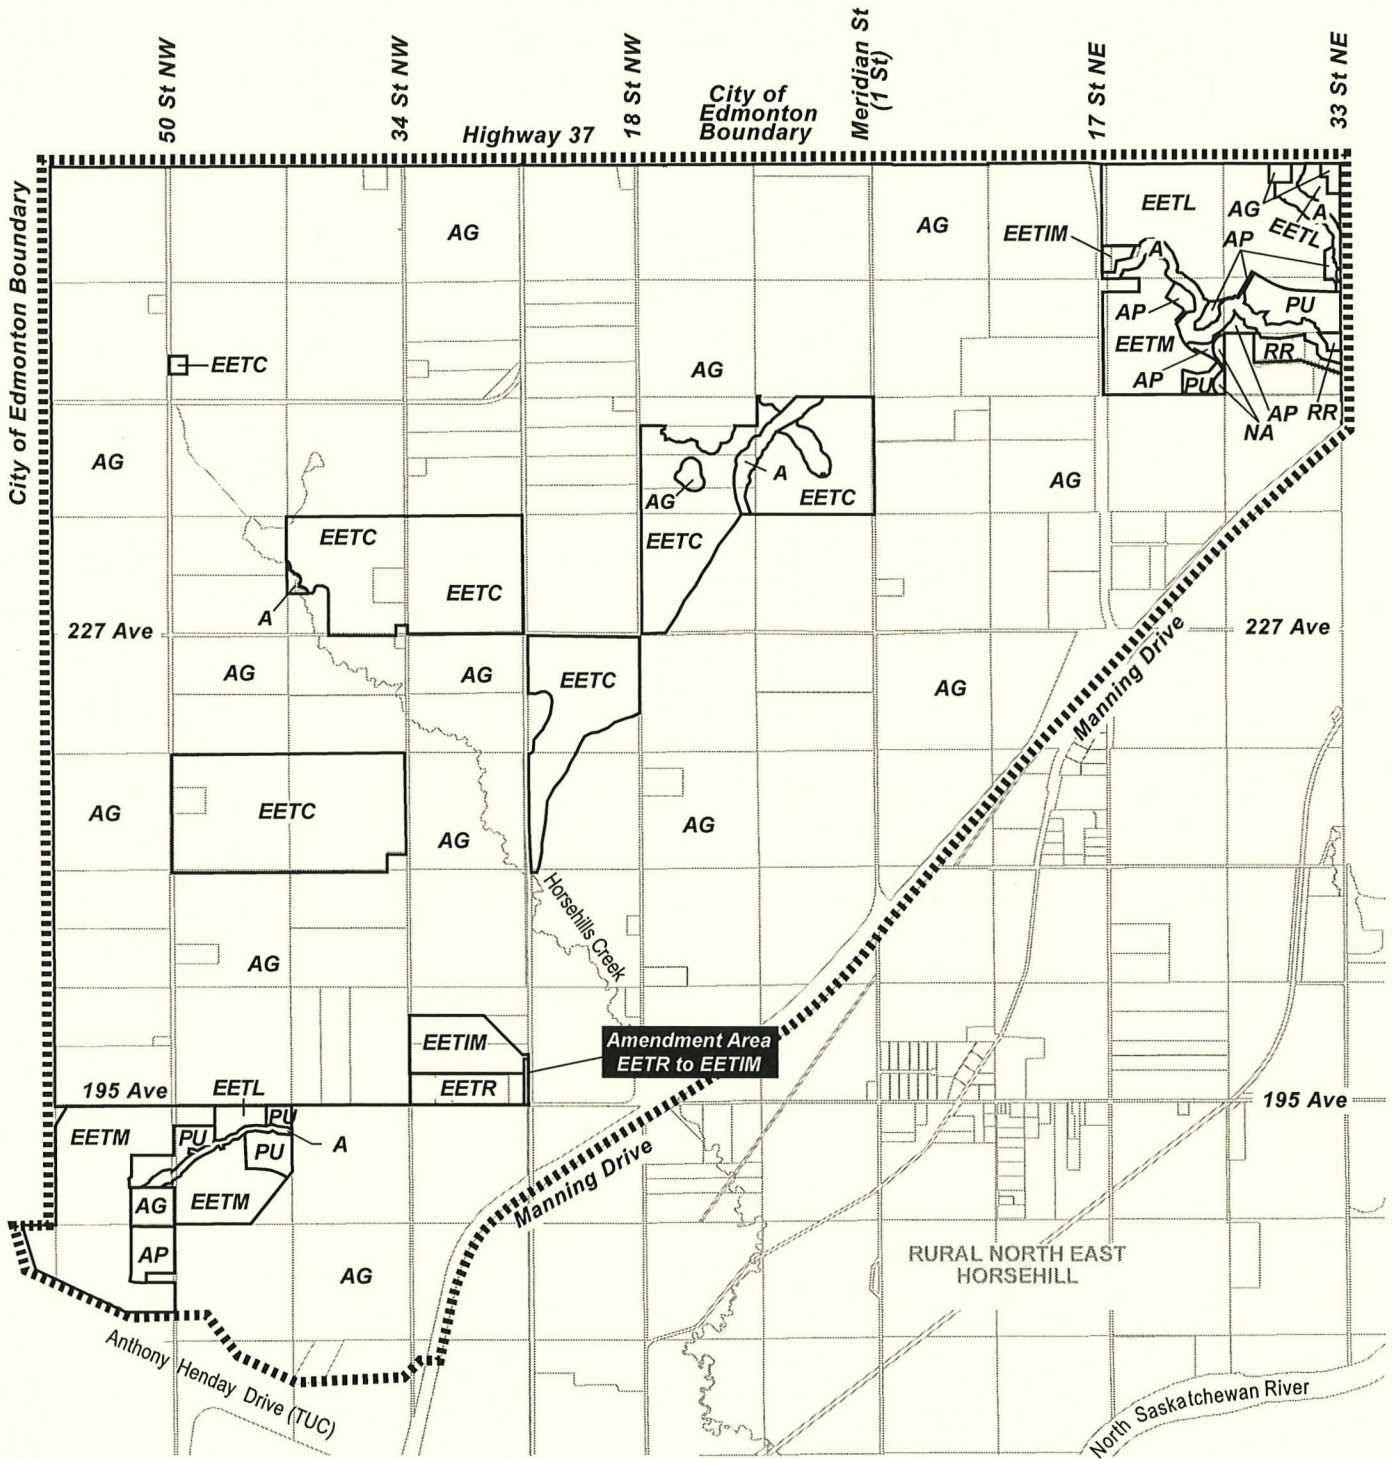 50 St NW
34 St NW
18 St NW
Meridian St
(1 St)
17 St NE
33 St NE
Highway 37
City of
Edmonton
Boundary
City of Edmonton Boundary
AG
AG
EETIM
EETL
AG
A
EETL
AP
A
AP
PU
EETM
RR
AP
PU
AP
RR
NA
EETC
AG
AG
A
AG
EETC
AG
EETC
EETC
EETC
A
227 Ave
227 Ave
AG
AG
EETC
AG
Manning Drive
AG
EETC
AG
AG
Horsehills Creek
AG
EETIM
Amendment Area
EETR to EETIM
EETR
195 Ave
EETL
195 Ave
EETM
PU
PU
PU
A
AG
EETM
AP
AG
Manning Drive
RURAL NORTH EAST
HORSEHILL
Anthony Henday Drive (TUC)
North Saskatchewan River